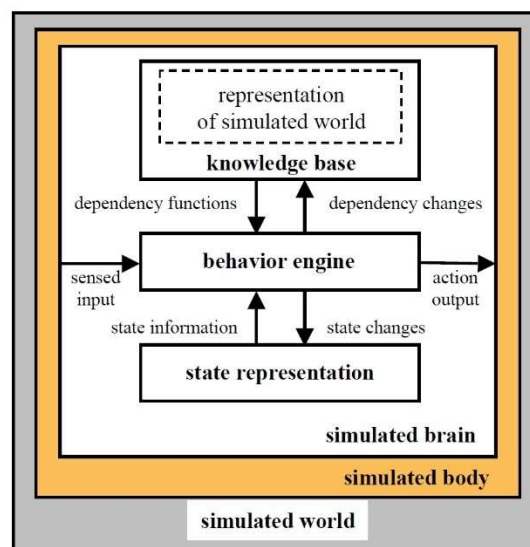 representation
of simulated world
knowledge base
dependency functions
dependency changes
behavior engine
sensed
input
action
output
state information
state changes
state representation
simulated brain
simulated body
simulated world